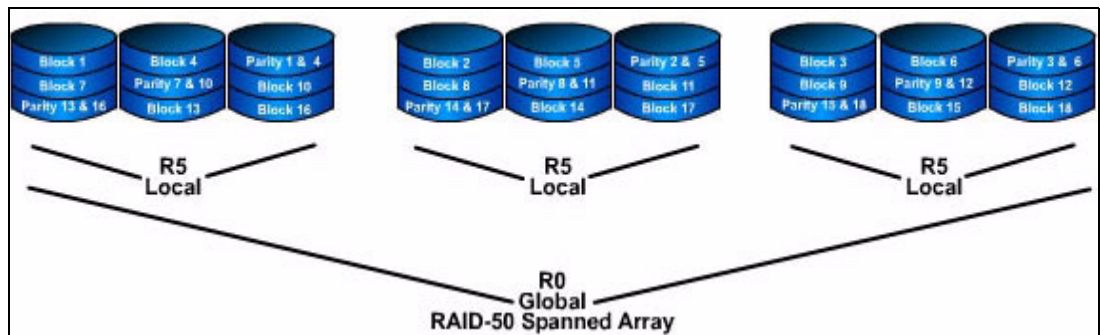 Block 1 Block 4 Parity 1 & 4 Block 2 Block 5 Parity 2 & 5 Block 3 Block 6 Parity 3 & 6
Block 7 Parity 7 & 10 Block 10 Block 8 Parity 8 & 11 Block 11 Block 9 Parity 9 & 12 Block 12
Parity 13 & 16 Block 13 Block 16 Parity 14 & 17 Block 14 Block 17 Parity 15 & 18 Block 15 Block 18
R5 R5 R5
Local Local Local
R0
Global
RAID-50 Spanned Array